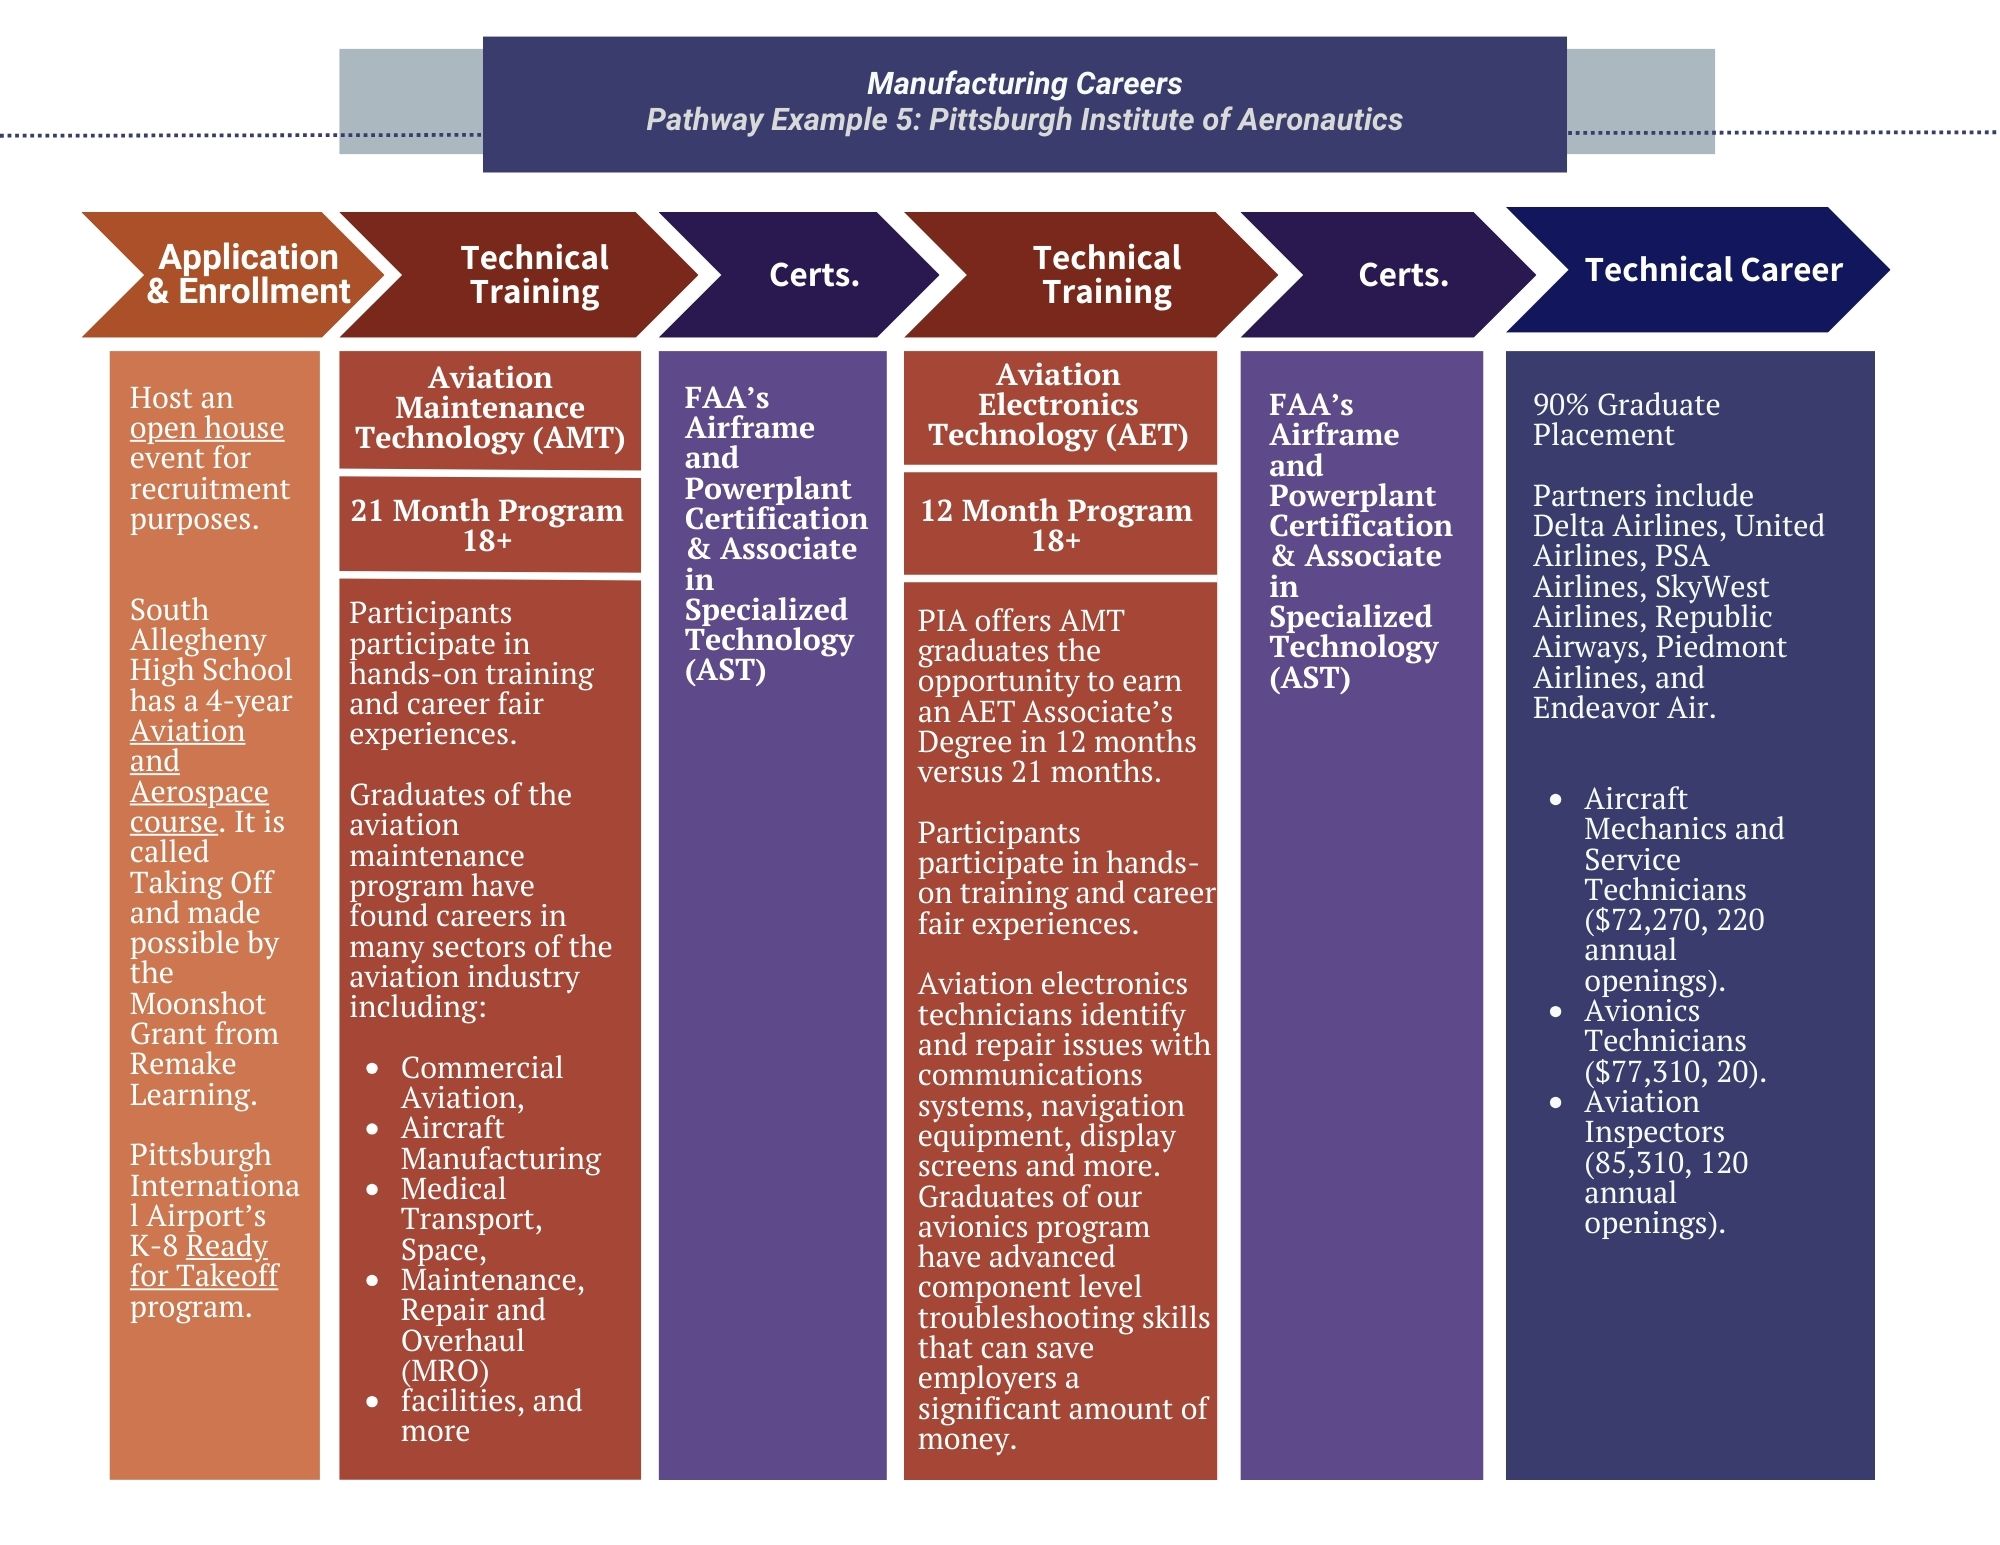 Manufacturing Careers
Pathway Example 5: Pittsburgh Institute of Aeronautics
Application
& Enrollment
Technical
Training
Certs.
Technical
Training
Certs.
Technical Career
Host an
open house
event for
recruitment
purposes.
South
Allegheny
High School
has a 4-year
Aviation
and
Aerospace
course. It is
called
Taking Off
and made
possible by
the
Moonshot
Grant from
Remake
Learning.
Pittsburgh
Internationa
l Airport’s
K-8 Ready
for Takeoff
program.
Aviation
Maintenance
Technology (AMT)
21 Month Program
18+
Participants
participate in
hands-on training
and career fair
experiences.
Graduates of the
aviation
maintenance
program have
found careers in
many sectors of the
aviation industry
including:
• Commercial
Aviation,
• Aircraft
Manufacturing
• Medical
Transport,
Space,
• Maintenance,
Repair and
Overhaul
(MRO)
• facilities, and
more
FAA’s
Airframe
and
Powerplant
Certification
& Associate
in
Specialized
Technology
(AST)
Aviation
Electronics
Technology (AET)
12 Month Program
18+
PIA offers AMT
graduates the
opportunity to earn
an AET Associate’s
Degree in 12 months
versus 21 months.
Participants
participate in hands-
on training and career
fair experiences.
Aviation electronics
technicians identify
and repair issues with
communications
systems, navigation
equipment, display
screens and more.
Graduates of our
avionics program
have advanced
component level
troubleshooting skills
that can save
employers a
significant amount of
money.
FAA’s
Airframe
and
Powerplant
Certification
& Associate
in
Specialized
Technology
(AST)
90% Graduate
Placement
Partners include
Delta Airlines, United
Airlines, PSA
Airlines, SkyWest
Airlines, Republic
Airways, Piedmont
Airlines, and
Endeavor Air.
• Aircraft
Mechanics and
Service
Technicians
($72,270, 220
annual
openings).
• Avionics
Technicians
($77,310, 20).
• Aviation
Inspectors
(85,310, 120
annual
openings).